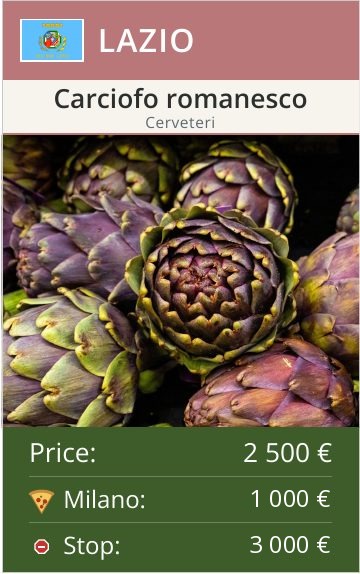 LAZIO
Carciofo romanesco
Cerveteri
Price: 2 500 €
Milano: 1 000 €
Stop: 3 000 €